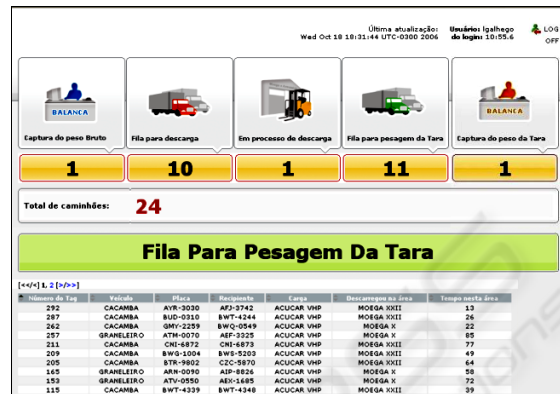 Última atualização: Usuário: lgalhego LOG
Wed Oct 18 18:31:44 UTC-0300 2006 do login: 10:55.6 OFF
BALANCA BALANCA
Captura do peso Bruto Fila para descarga Em processo de descarga Fila para pesagem da Tara Captura do peso da Tara
1 10 1 11 1
Total de caminhões: 24
Fila Para Pesagem Da Tara
[<</<] 1, 2 [>/>>]
Número do Tag Veículo Placa Recipiente Carga Descarregou na área Tempo nesta área
292 CACAMBA AYR-3030 AFJ-3742 ACUCAR VHP MOEGA XXII 13
287 CACAMBA BUD-0310 BWT-4244 ACUCAR VHP MOEGA XXII 26
262 CACAMBA GMY-2259 BWQ-0549 ACUCAR VHP MOEGA X 22
257 GRANELEIRO ATM-0070 AEF-3325 ACUCAR VHP MOEGA X 85
211 CACAMBA CNI-6872 CNI-6873 ACUCAR VHP MOEGA XXII 77
209 CACAMBA BWG-1004 BWS-5203 ACUCAR VHP MOEGA XXII 49
205 CACAMBA BTR-9802 CZC-5870 ACUCAR VHP MOEGA XXII 64
165 GRANELEIRO ARN-0090 AIP-8826 ACUCAR VHP MOEGA X 58
153 GRANELEIRO ATV-0550 AEX-1685 ACUCAR VHP MOEGA X 72
115 CACAMBA BWT-4339 BWT-4348 ACUCAR VHP MOEGA XXII 39